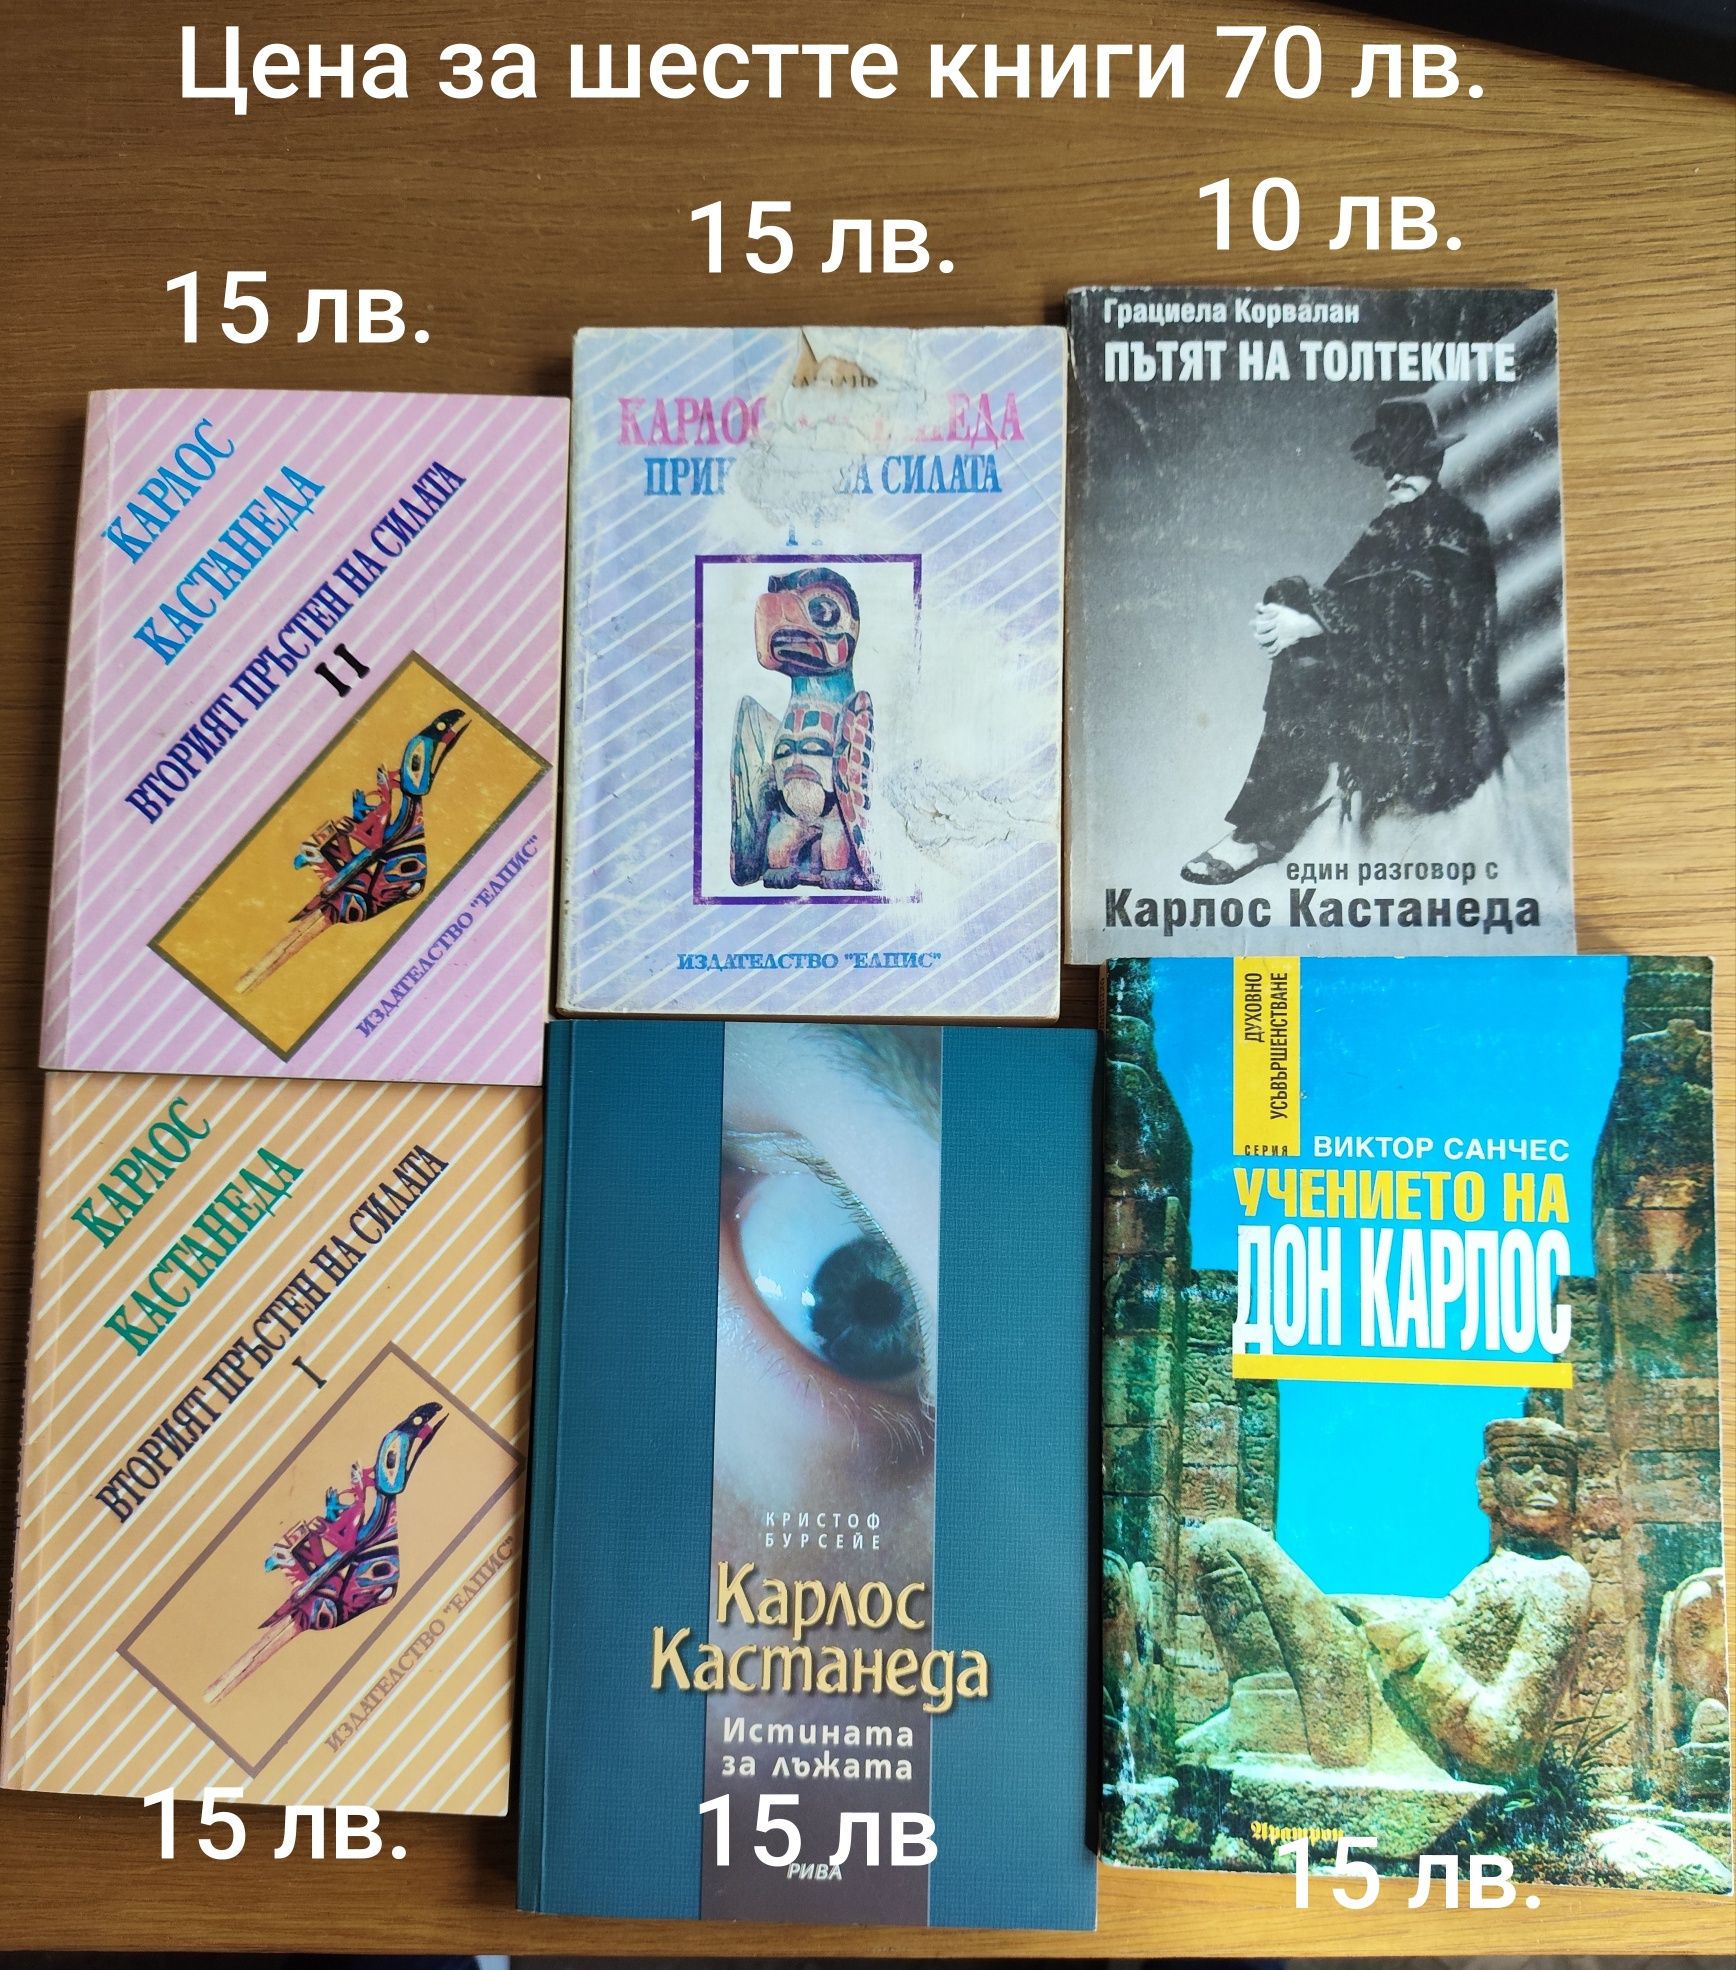 Цена за шестте книги 70 лв.
15 лв.
15 лв.
10 лв.
КАРЛОС
КАСТАНЕДА
ВТОРИЯТ ПРЪСТЕН НА СИЛАТА
II
ИЗДАТЕЛСТВО "ЕЛПИС"
СИЛАТА
ИЗДАТЕЛСТВО "ЕЛПИС"
Грациела Корвалан
ПЪТЯТ НА ТОЛТЕКИТЕ
един разговор с
Карлос Кастанеда
КАРЛОС
КАСТАНЕДА
ВТОРИЯТ ПРЪСТЕН НА СИЛАТА
I
ИЗДАТЕЛСТВО "ЕЛПИС"
15 лв.
КРИСТОФ
БУРСЕЙЕ
Карлос
Кастанеда
Истината
за лъжата
15 лв
РИВА
СЕРИЯ
ДУХОВНО
УСЪВЪРШЕНСТВАНЕ
ВИКТОР САНЧЕС
УЧЕНИЕТО НА
ДОН КАРЛОС
Аратрон
15 лв.